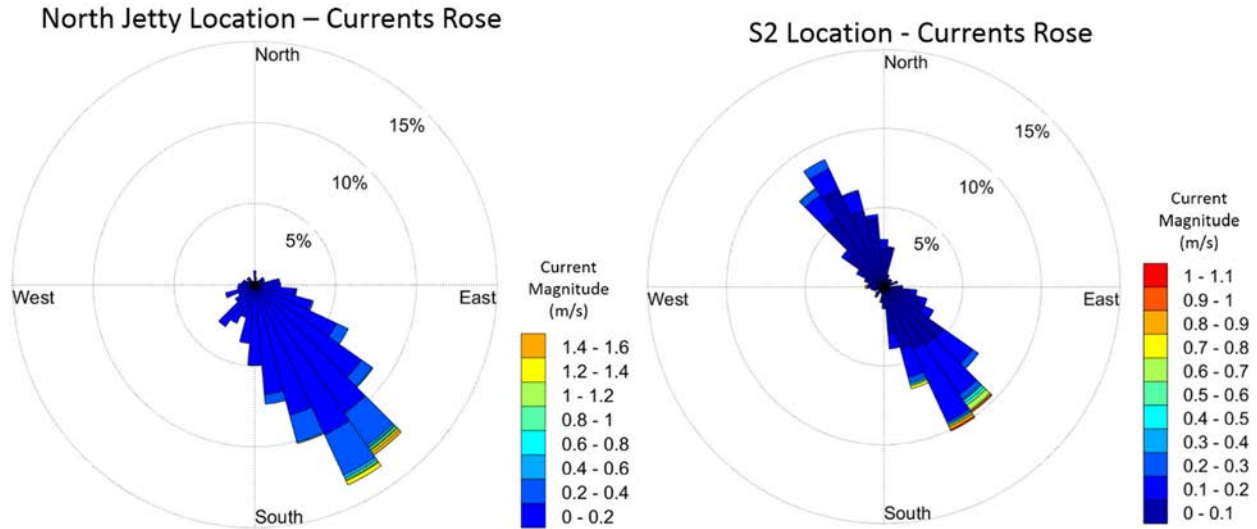 North Jetty Location – Currents Rose
North
15%
10%
5%
West
East
South
Current
Magnitude
(m/s)
1.4 - 1.6
1.2 - 1.4
1 - 1.2
0.8 - 1
0.6 - 0.8
0.4 - 0.6
0.2 - 0.4
0 - 0.2
S2 Location - Currents Rose
North
15%
10%
5%
West
East
South
Current
Magnitude
(m/s)
1 - 1.1
0.9 - 1
0.8 - 0.9
0.7 - 0.8
0.6 - 0.7
0.5 - 0.6
0.4 - 0.5
0.3 - 0.4
0.2 - 0.3
0.1 - 0.2
0 - 0.1